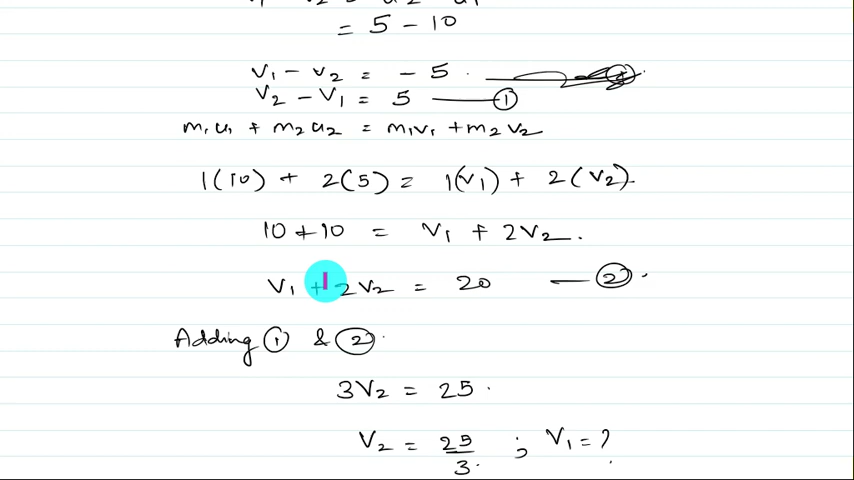 = 5 - 10
V₁ - V₂ = - 5.
V₂ - V₁ = 5 —— ①
m₁u₁ + m₂u₂ = m₁v₁ + m₂v₂
1(10) + 2(5) = 1(V₁) + 2(V₂).
10 + 10 = V₁ + 2V₂.
V₁ + 2V₂ = 20 — ②.
Adding ① & ②.
3V₂ = 25.
V₂ = 25/3. ; V₁ = ?